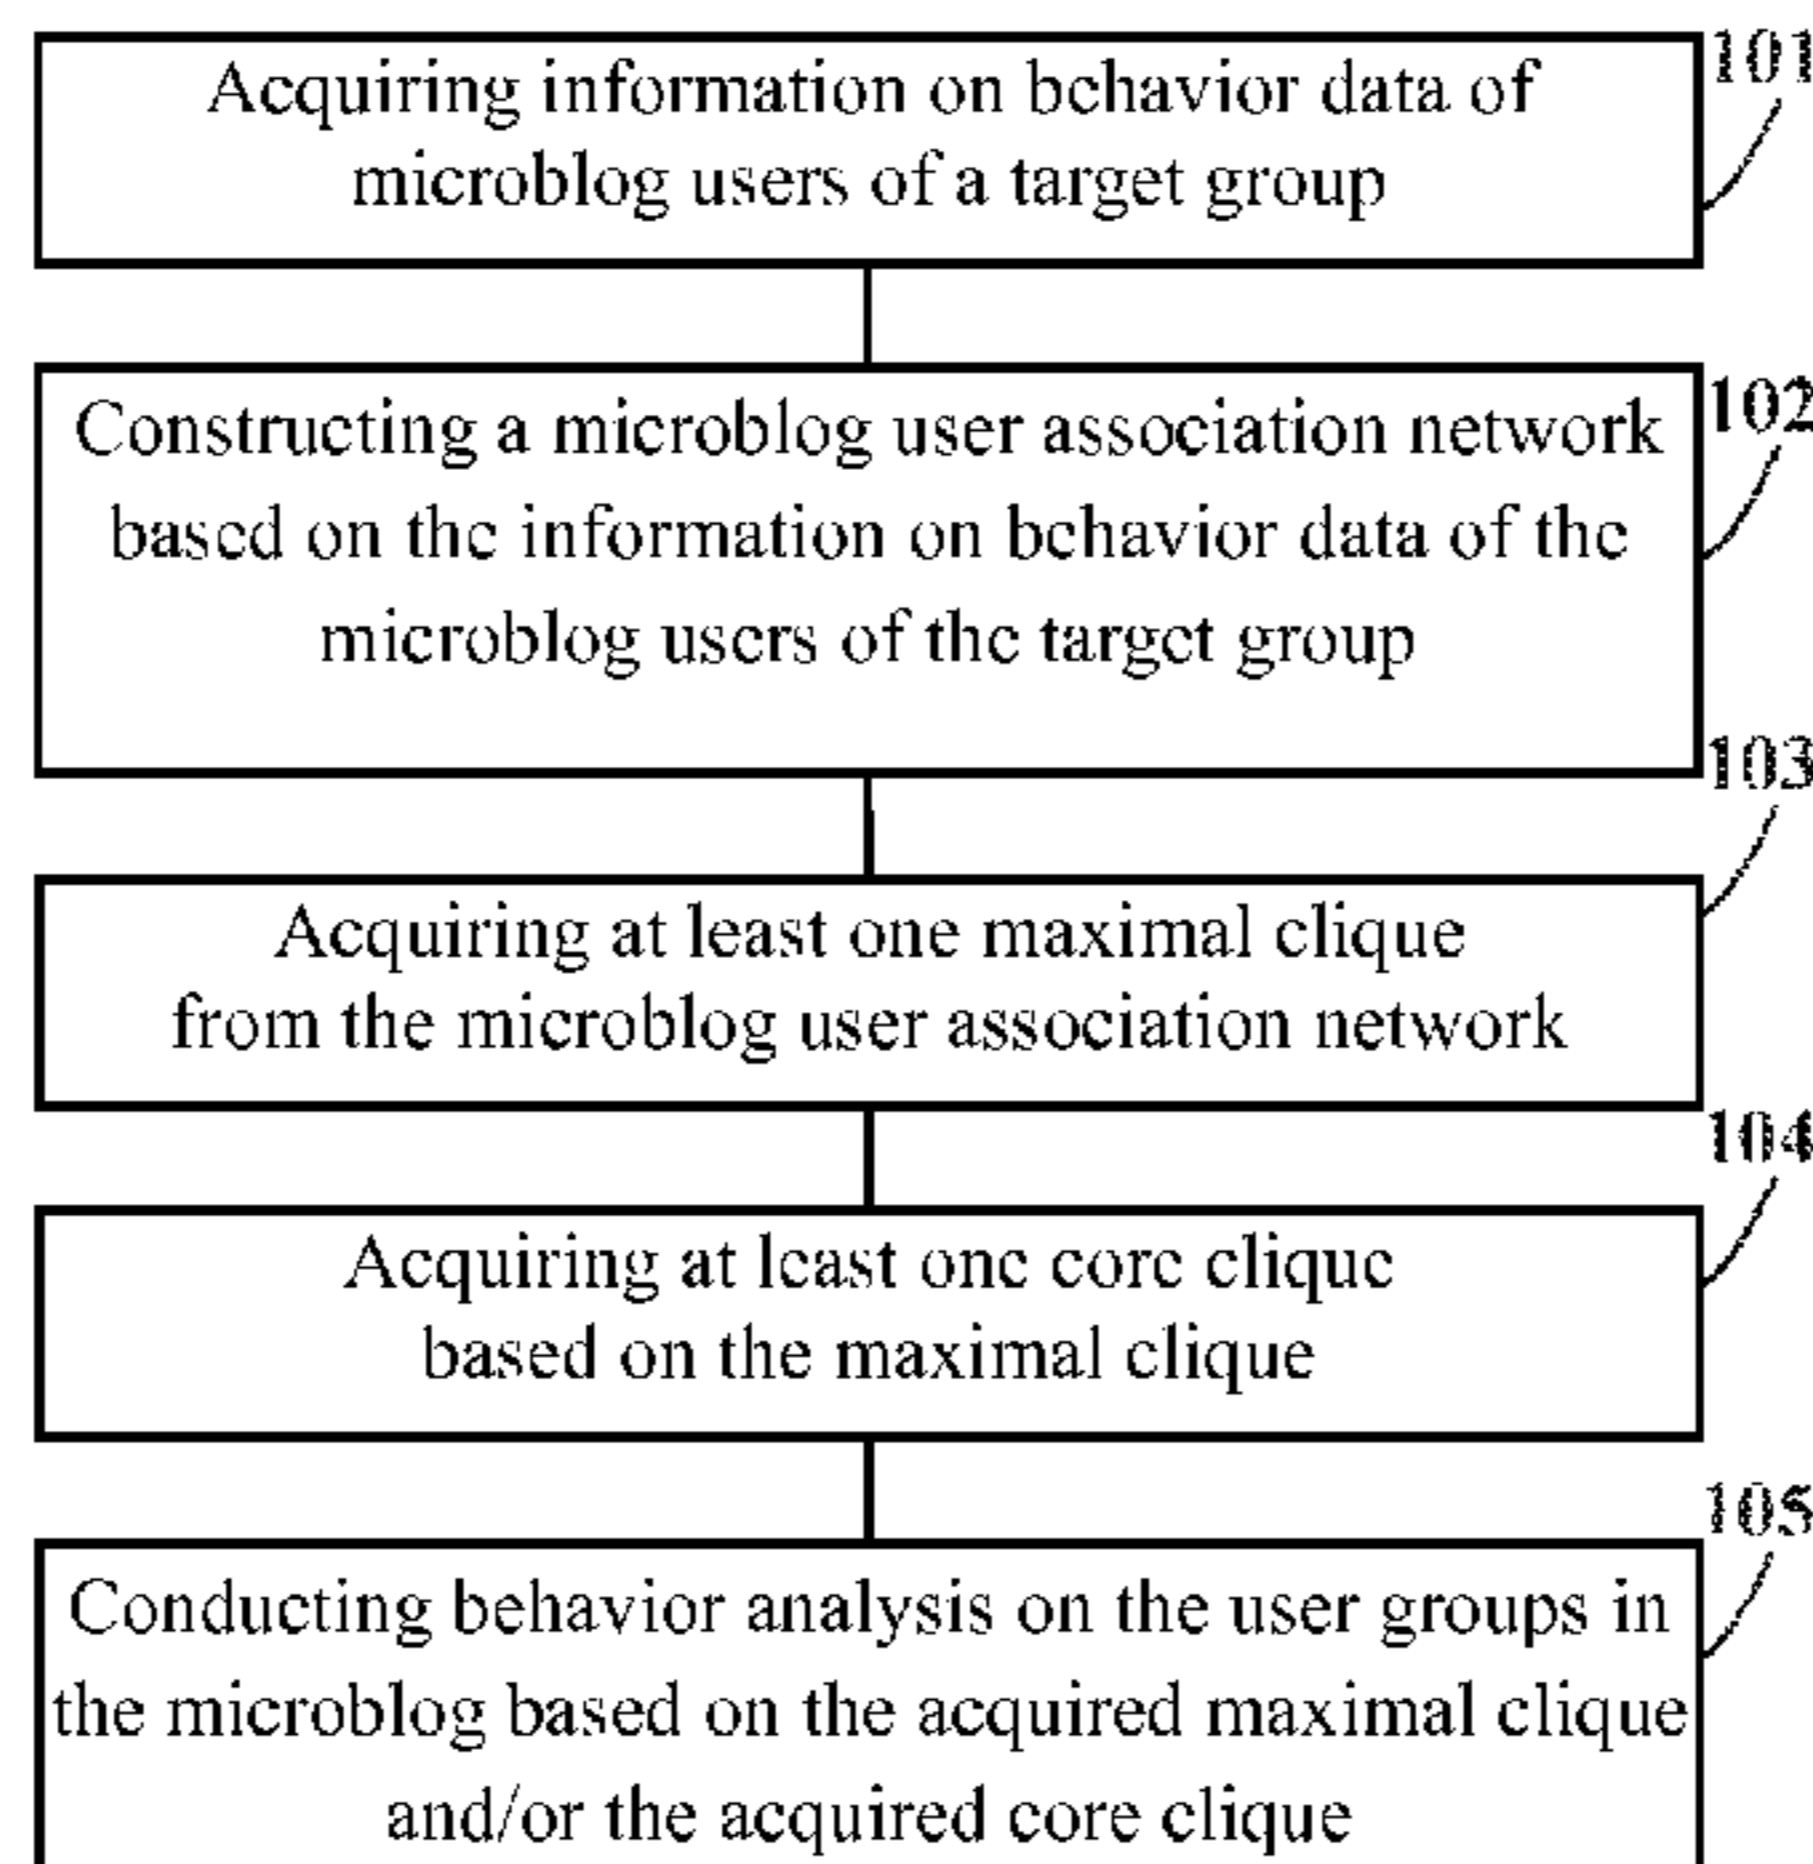 101
Acquiring information on behavior data of
microblog users of a target group
102
Constructing a microblog user association network
based on the information on behavior data of the
microblog users of the target group
103
Acquiring at least one maximal clique
from the microblog user association network
104
Acquiring at least one core clique
based on the maximal clique
105
Conducting behavior analysis on the user groups in
the microblog based on the acquired maximal clique
and/or the acquired core clique